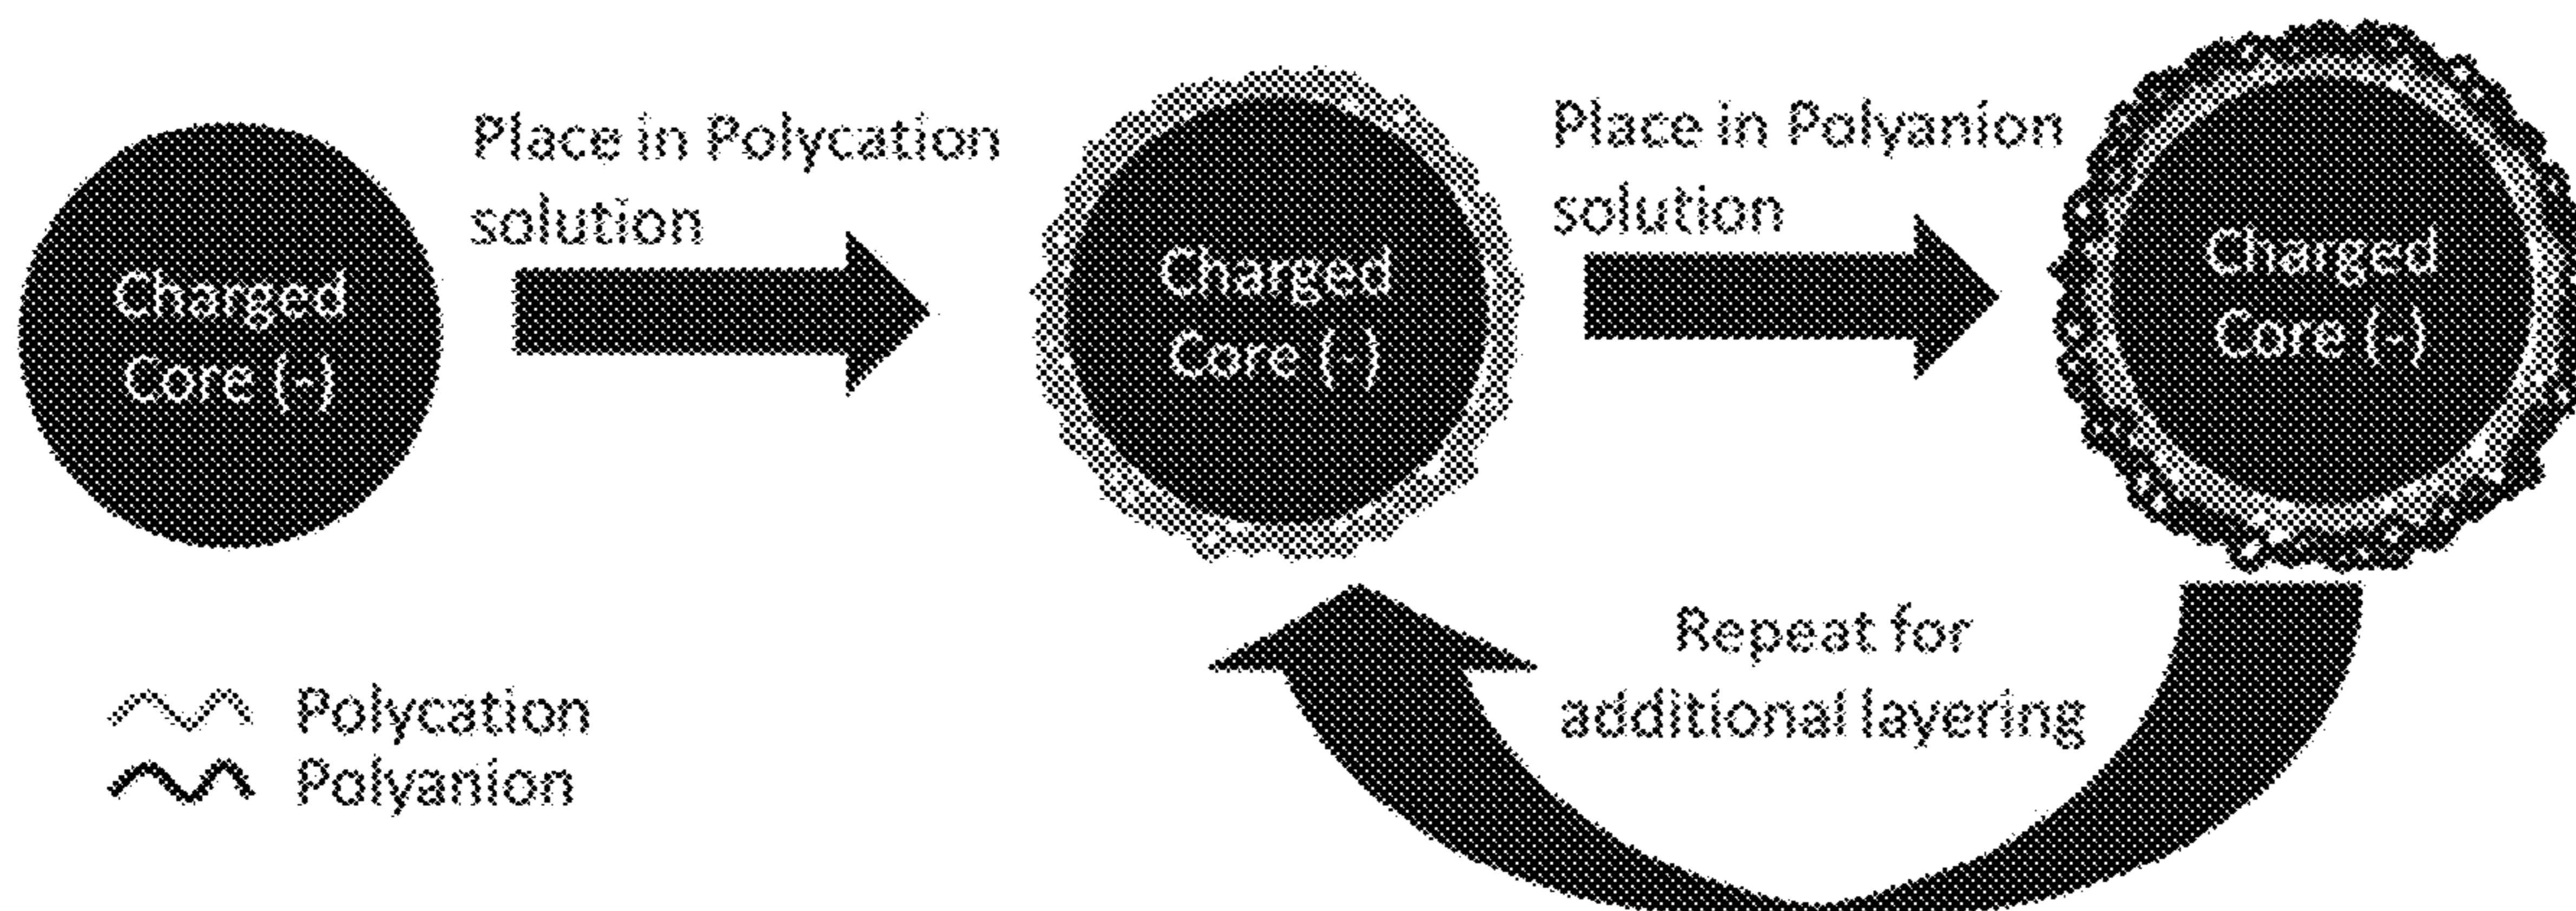 Charged
Core (-)
Place in Polycation
solution
Charged
Core (-)
Place in Polyanion
solution
Charged
Core (-)
Repeat for
additional layering
Polycation
Polyanion